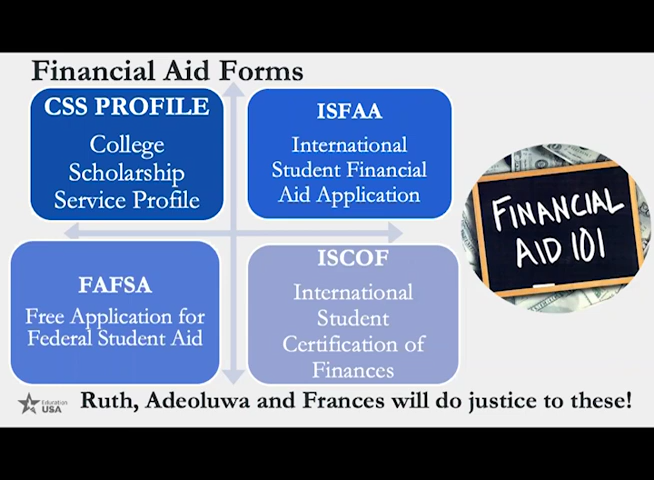 Financial Aid Forms
CSS PROFILE
College
Scholarship
Service Profile
ISFAA
International
Student Financial
Aid Application
FINANCIAL
AID 101
FAFSA
Free Application for
Federal Student Aid
ISCOF
International
Student
Certification of
Finances
Education
USA
Ruth, Adeoluwa and Frances will do justice to these!